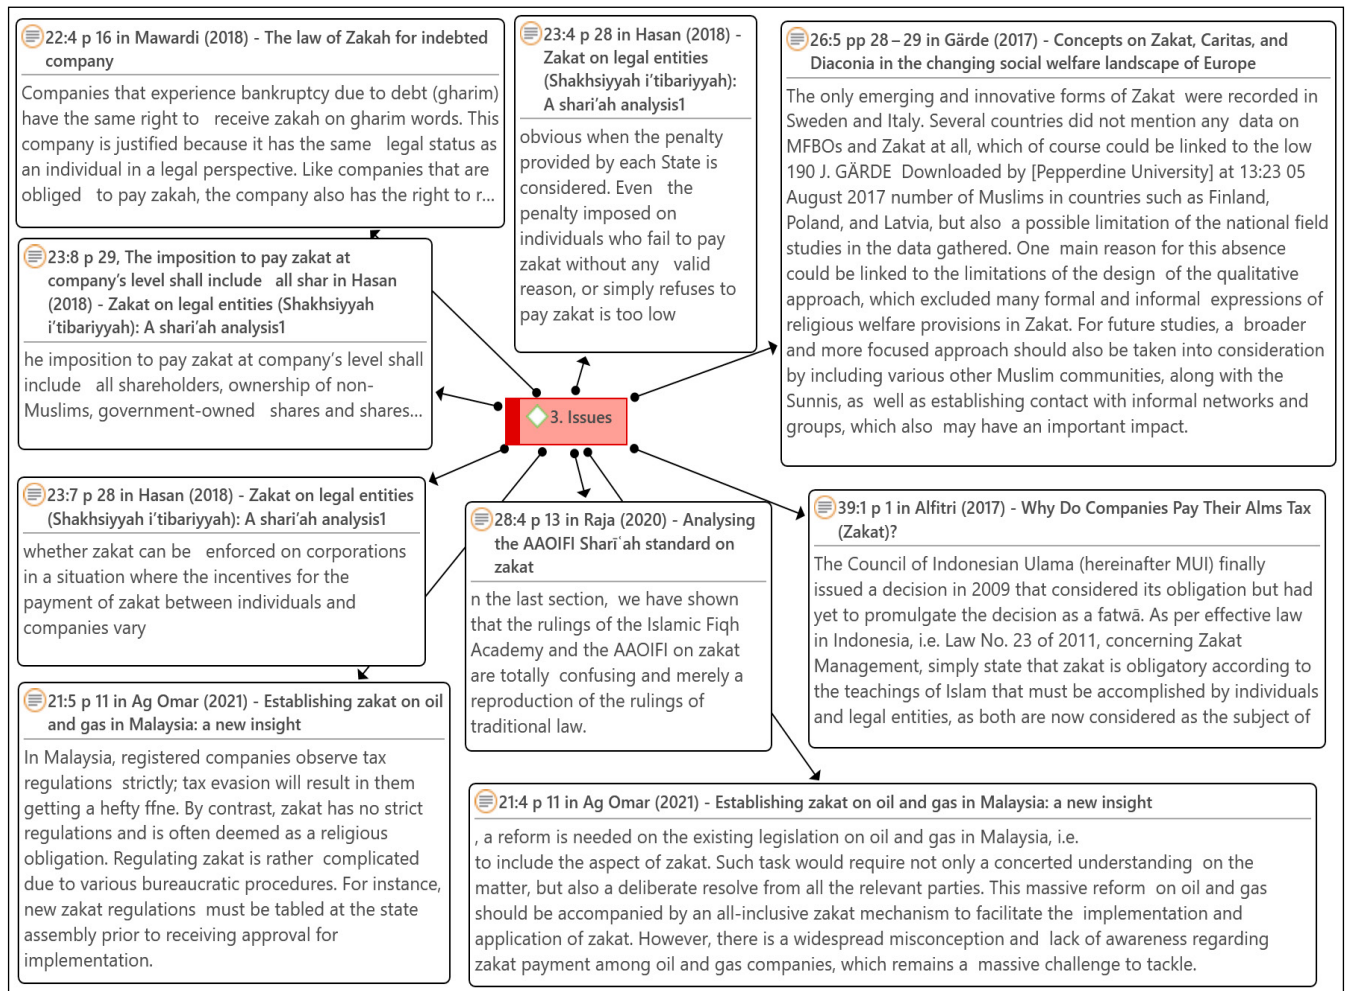 22:4 p 16 in Mawardi (2018) - The law of Zakah for indebted
company
Companies that experience bankruptcy due to debt (gharim)
have the same right to receive zakah on gharim words. This
company is justified because it has the same legal status as
an individual in a legal perspective. Like companies that are
obliged to pay zakah, the company also has the right to r...
23:4 p 28 in Hasan (2018) -
Zakat on legal entities
(Shakhsiyyah i'tibariyyah):
A shari'ah analysis1
obvious when the penalty
provided by each State is
considered. Even the
penalty imposed on
individuals who fail to pay
zakat without any valid
reason, or simply refuses to
pay zakat is too low
26:5 pp 28 – 29 in Gärde (2017) - Concepts on Zakat, Caritas, and
Diaconia in the changing social welfare landscape of Europe
The only emerging and innovative forms of Zakat were recorded in
Sweden and Italy. Several countries did not mention any data on
MFBOs and Zakat at all, which of course could be linked to the low
190 J. GÄRDE Downloaded by [Pepperdine University] at 13:23 05
August 2017 number of Muslims in countries such as Finland,
Poland, and Latvia, but also a possible limitation of the national field
studies in the data gathered. One main reason for this absence
could be linked to the limitations of the design of the qualitative
approach, which excluded many formal and informal expressions of
religious welfare provisions in Zakat. For future studies, a broader
and more focused approach should also be taken into consideration
by including various other Muslim communities, along with the
Sunnis, as well as establishing contact with informal networks and
groups, which also may have an important impact.
23:8 p 29, The imposition to pay zakat at
company's level shall include all shar in Hasan
(2018) - Zakat on legal entities (Shakhsiyyah
i'tibariyyah): A shari'ah analysis1
he imposition to pay zakat at company's level shall
include all shareholders, ownership of non-
Muslims, government-owned shares and shares...
3. Issues
23:7 p 28 in Hasan (2018) - Zakat on legal entities
(Shakhsiyyah i'tibariyyah): A shari'ah analysis1
whether zakat can be enforced on corporations
in a situation where the incentives for the
payment of zakat between individuals and
companies vary
28:4 p 13 in Raja (2020) - Analysing
the AAOIFI Sharīʿah standard on
zakat
n the last section, we have shown
that the rulings of the Islamic Fiqh
Academy and the AAOIFI on zakat
are totally confusing and merely a
reproduction of the rulings of
traditional law.
39:1 p 1 in Alfitri (2017) - Why Do Companies Pay Their Alms Tax
(Zakat)?
The Council of Indonesian Ulama (hereinafter MUI) finally
issued a decision in 2009 that considered its obligation but had
yet to promulgate the decision as a fatwā. As per effective law
in Indonesia, i.e. Law No. 23 of 2011, concerning Zakat
Management, simply state that zakat is obligatory according to
the teachings of Islam that must be accomplished by individuals
and legal entities, as both are now considered as the subject of
21:5 p 11 in Ag Omar (2021) - Establishing zakat on oil
and gas in Malaysia: a new insight
In Malaysia, registered companies observe tax
regulations strictly; tax evasion will result in them
getting a hefty ffne. By contrast, zakat has no strict
regulations and is often deemed as a religious
obligation. Regulating zakat is rather complicated
due to various bureaucratic procedures. For instance,
new zakat regulations must be tabled at the state
assembly prior to receiving approval for
implementation.
21:4 p 11 in Ag Omar (2021) - Establishing zakat on oil and gas in Malaysia: a new insight
, a reform is needed on the existing legislation on oil and gas in Malaysia, i.e.
to include the aspect of zakat. Such task would require not only a concerted understanding on the
matter, but also a deliberate resolve from all the relevant parties. This massive reform on oil and gas
should be accompanied by an all-inclusive zakat mechanism to facilitate the implementation and
application of zakat. However, there is a widespread misconception and lack of awareness regarding
zakat payment among oil and gas companies, which remains a massive challenge to tackle.